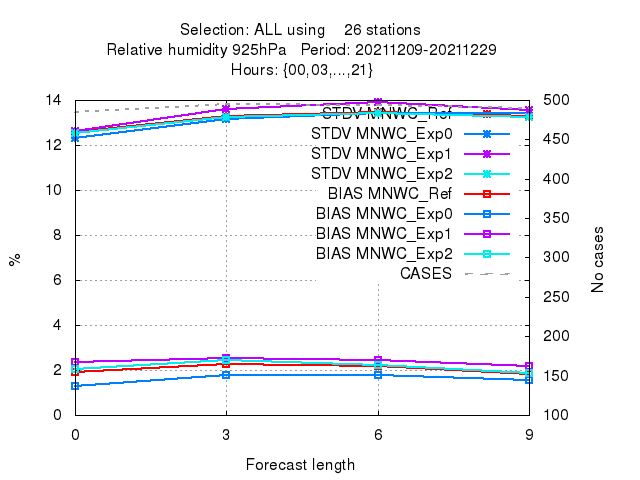 Selection: ALL using    26 stations
Relative humidity 925hPa   Period: 20211209-20211229
Hours: {00,03,...,21}
14
12
10
8
6
4
2
0
%
500
450
400
350
300
250
200
150
100
No cases
STDV MNWC_Ref
STDV MNWC_Exp0
STDV MNWC_Exp1
STDV MNWC_Exp2
BIAS MNWC_Ref
BIAS MNWC_Exp0
BIAS MNWC_Exp1
BIAS MNWC_Exp2
CASES
0 3 6 9
Forecast length